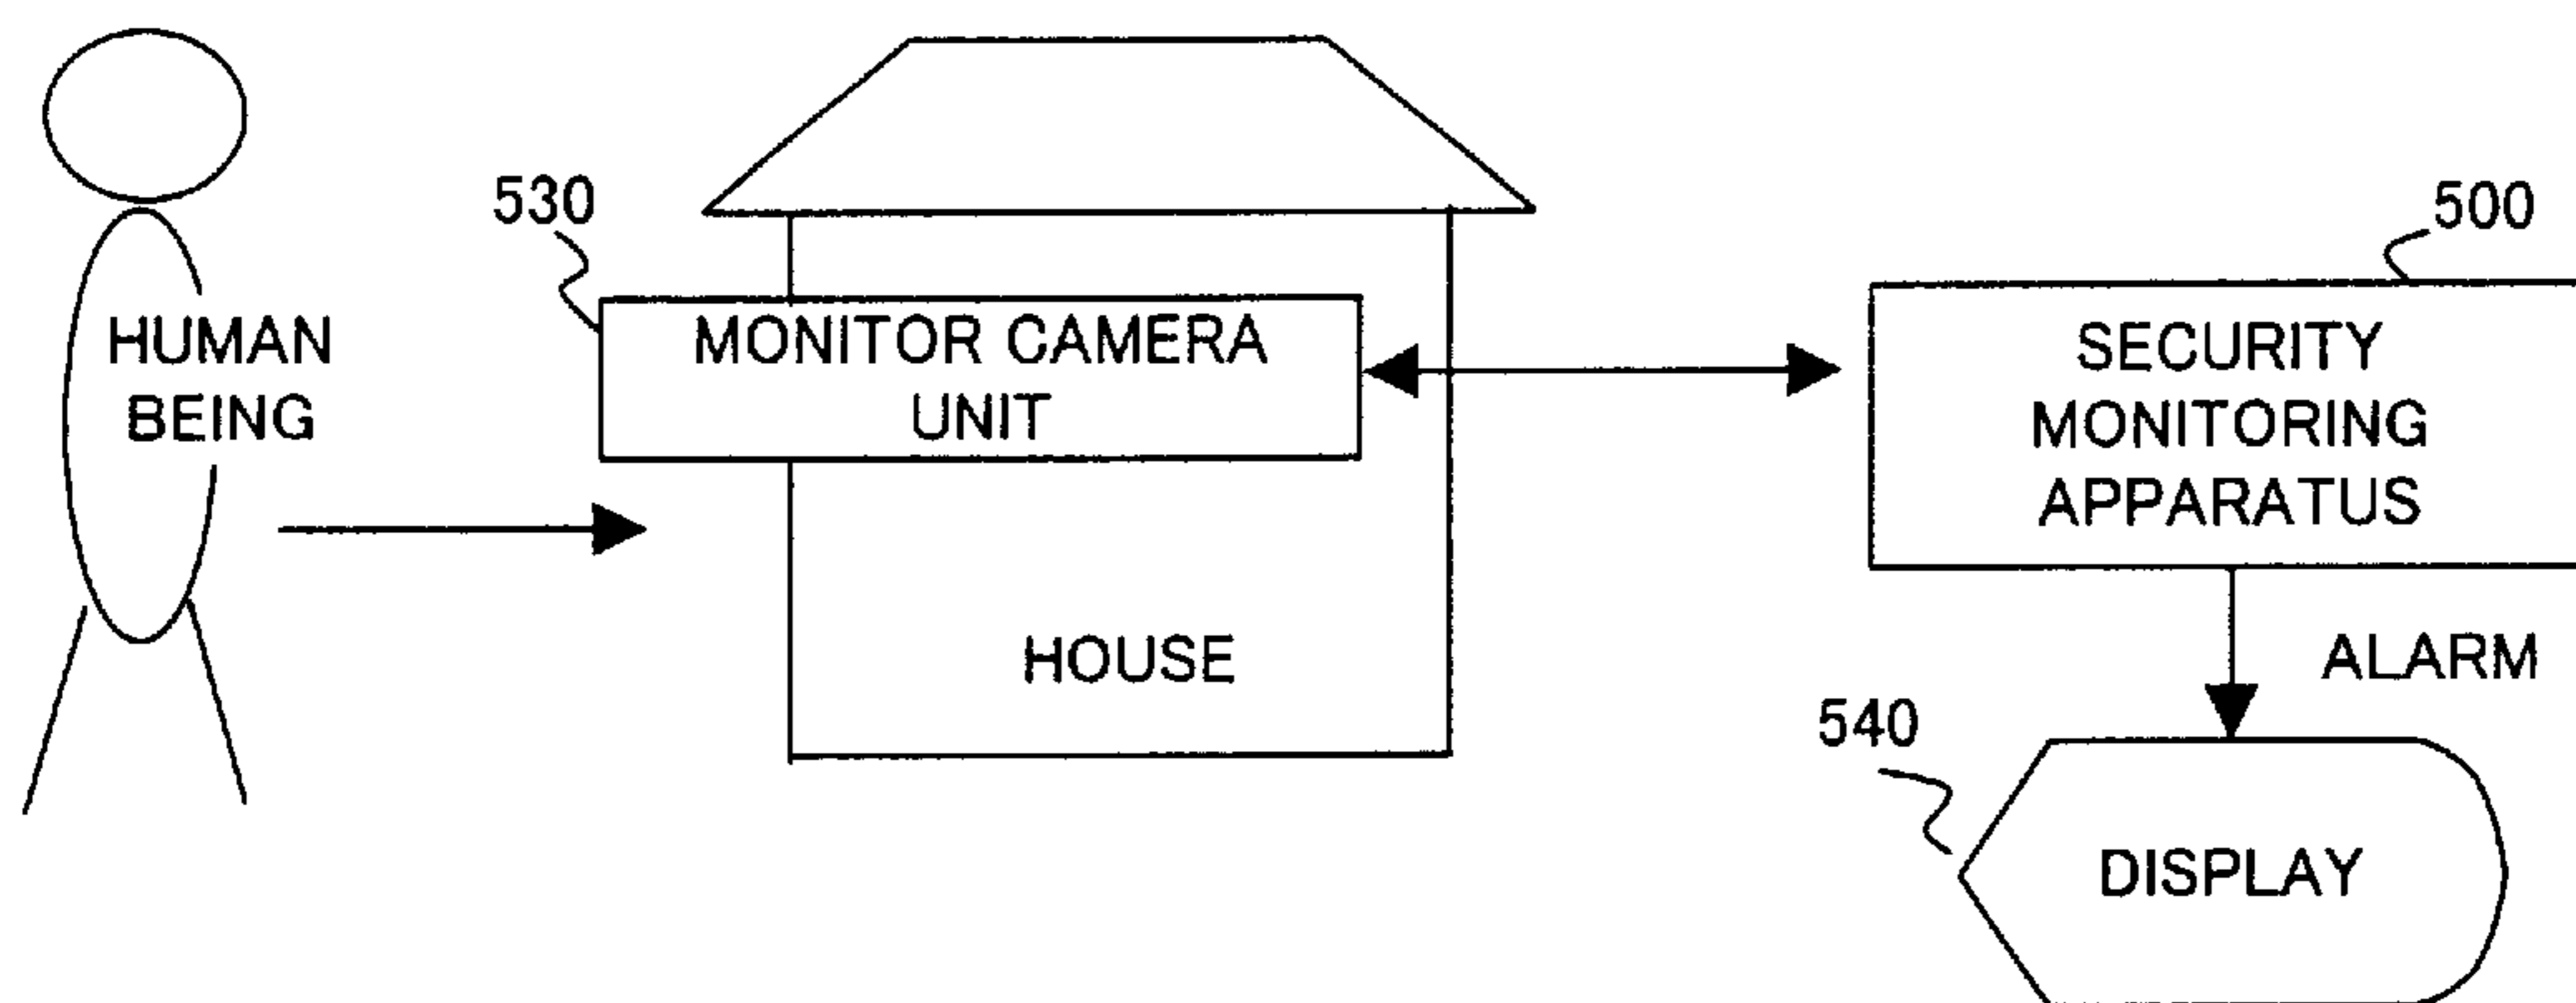 530
500
HUMAN
BEING
MONITOR CAMERA
UNIT
SECURITY
MONITORING
APPARATUS
HOUSE
ALARM
540
DISPLAY